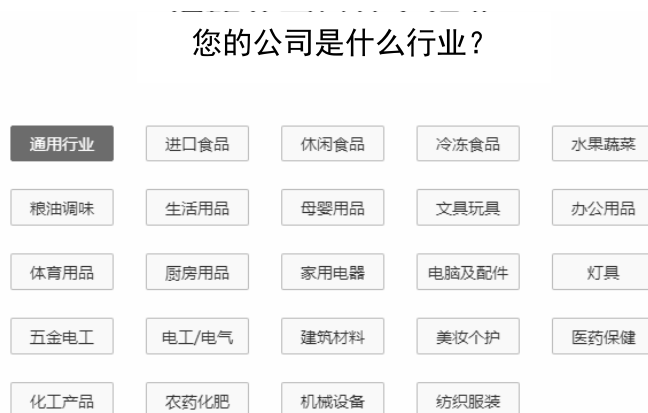 您的公司是什么行业？
通用行业 进口食品 休闲食品 冷冻食品 水果蔬菜
粮油调味 生活用品 母婴用品 文具玩具 办公用品
体育用品 厨房用品 家用电器 电脑及配件 灯具
五金电工 电工/电气 建筑材料 美妆个护 医药保健
化工产品 农药化肥 机械设备 纺织服装